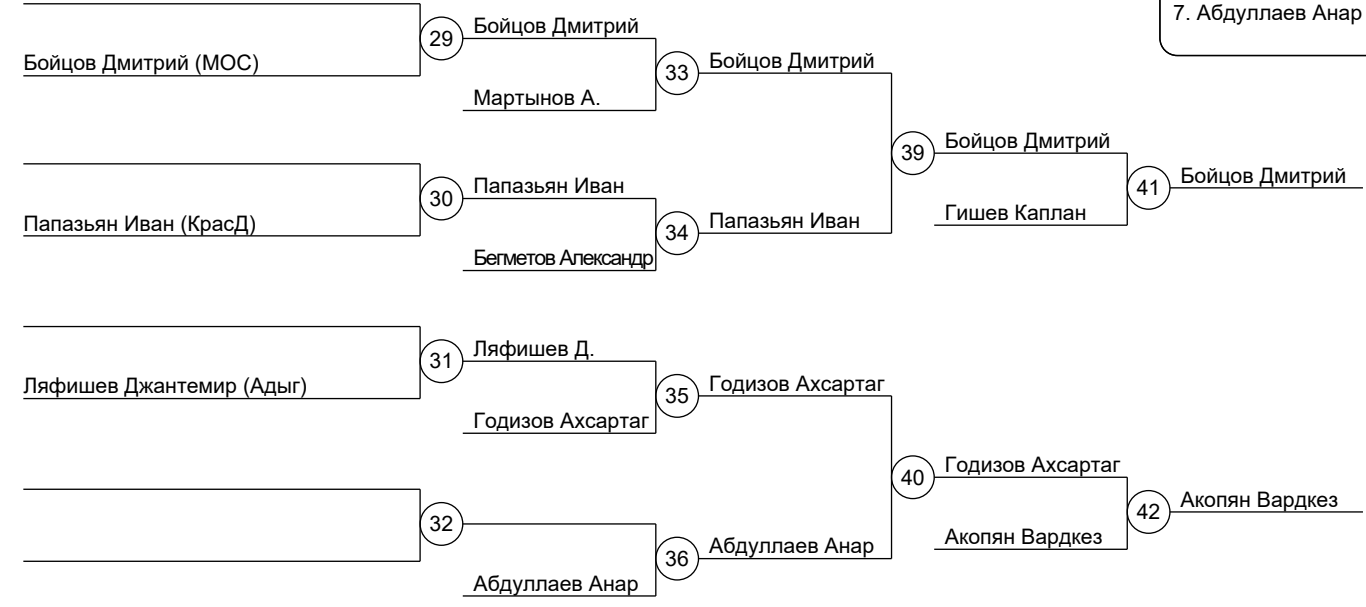 7. Абдуллаев Анар
29
Бойцов Дмитрий
Бойцов Дмитрий (МОС)
33
Бойцов Дмитрий
Мартынов А.
39
Бойцов Дмитрий
30
Папазьян Иван
Папазьян Иван (КрасД)
34
Папазьян Иван
Бегметов Александр
Гишев Каплан
41
Бойцов Дмитрий
31
Ляфишев Д.
Ляфишев Джантемир (Адыг)
35
Годизов Ахсартаг
Годизов Ахсартаг
40
Годизов Ахсартаг
32
36
Абдуллаев Анар
Абдуллаев Анар
Акопян Вардкез
42
Акопян Вардкез